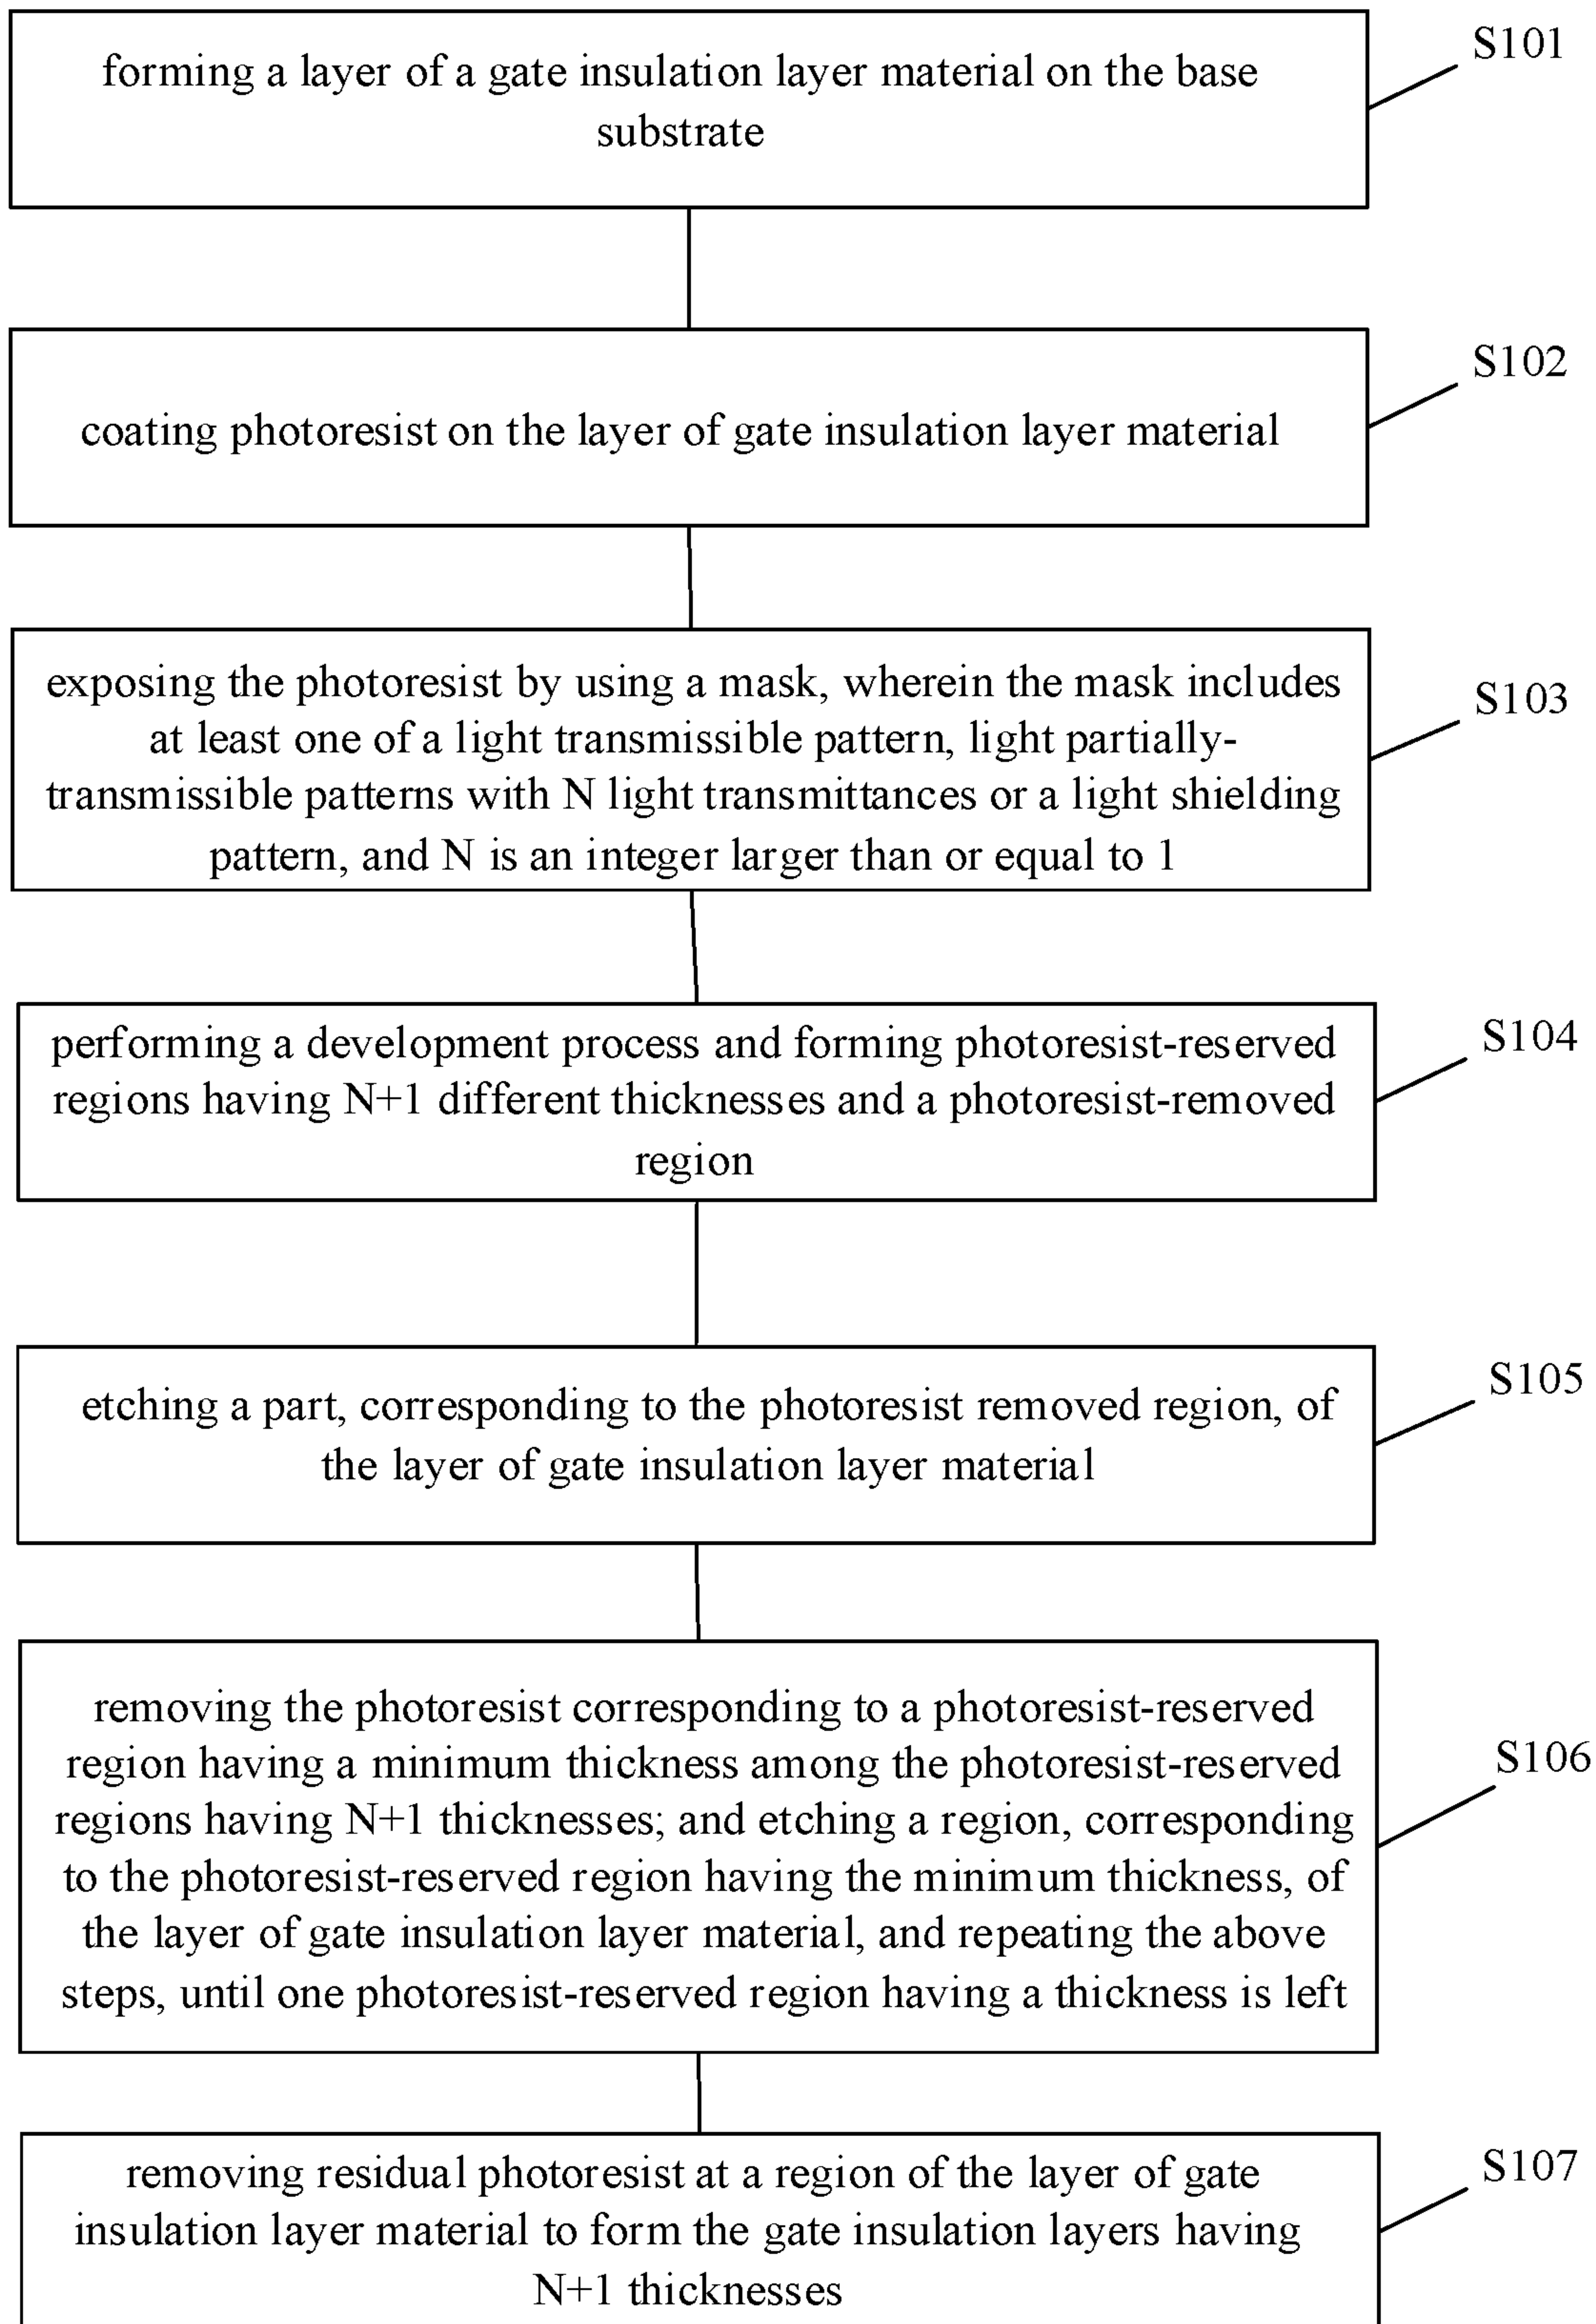 forming a layer of a gate insulation layer material on the base
substrate
S101
coating photoresist on the layer of gate insulation layer material
S102
exposing the photoresist by using a mask, wherein the mask includes
at least one of a light transmissible pattern, light partially-
transmissible patterns with N light transmittances or a light shielding
pattern, and N is an integer larger than or equal to 1
S103
performing a development process and forming photoresist-reserved
regions having N+1 different thicknesses and a photoresist-removed
region
S104
etching a part, corresponding to the photoresist removed region, of
the layer of gate insulation layer material
S105
removing the photoresist corresponding to a photoresist-reserved
region having a minimum thickness among the photoresist-reserved
regions having N+1 thicknesses; and etching a region, corresponding
to the photoresist-reserved region having the minimum thickness, of
the layer of gate insulation layer material, and repeating the above
steps, until one photoresist-reserved region having a thickness is left
S106
removing residual photoresist at a region of the layer of gate
insulation layer material to form the gate insulation layers having
N+1 thicknesses
S107